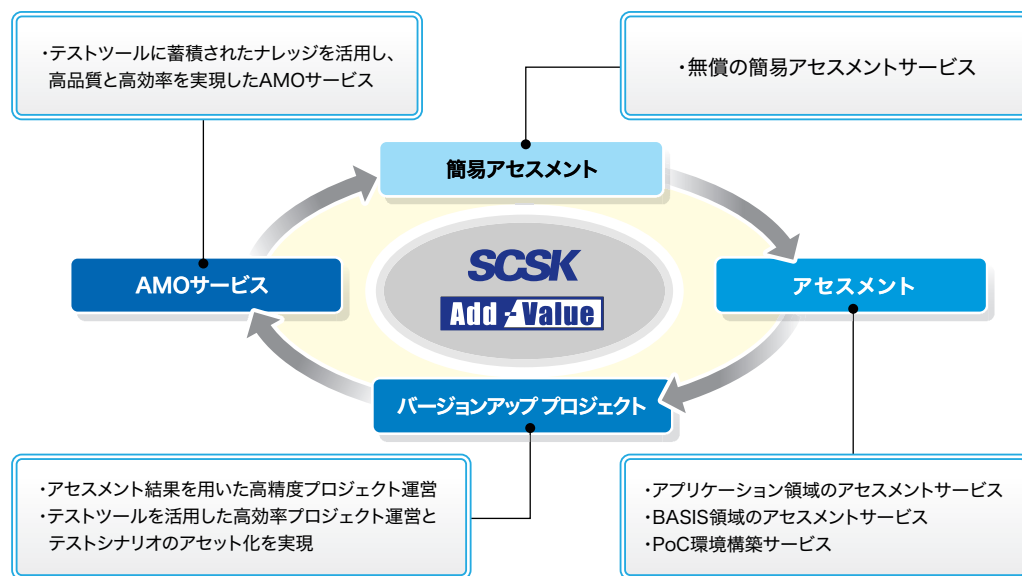 ・テストツールに蓄積されたナレッジを活用し、
高品質と高効率を実現したAMOサービス
・無償の簡易アセスメントサービス
簡易アセスメント
SCSK
Add-Value
AMOサービス
アセスメント
バージョンアップ プロジェクト
・アセスメント結果を用いた高精度プロジェクト運営
・テストツールを活用した高効率プロジェクト運営と
テストシナリオのアセット化を実現
・アプリケーション領域のアセスメントサービス
・BASIS領域のアセスメントサービス
・PoC環境構築サービス